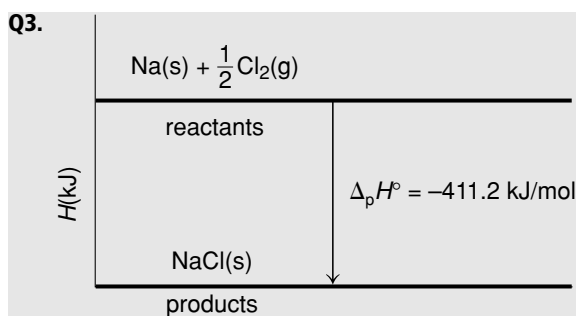 Q3.
Na(s) + 1/2 Cl₂(g)
reactants
H(kJ)
ΔₚH° = –411.2 kJ/mol
NaCl(s)
products